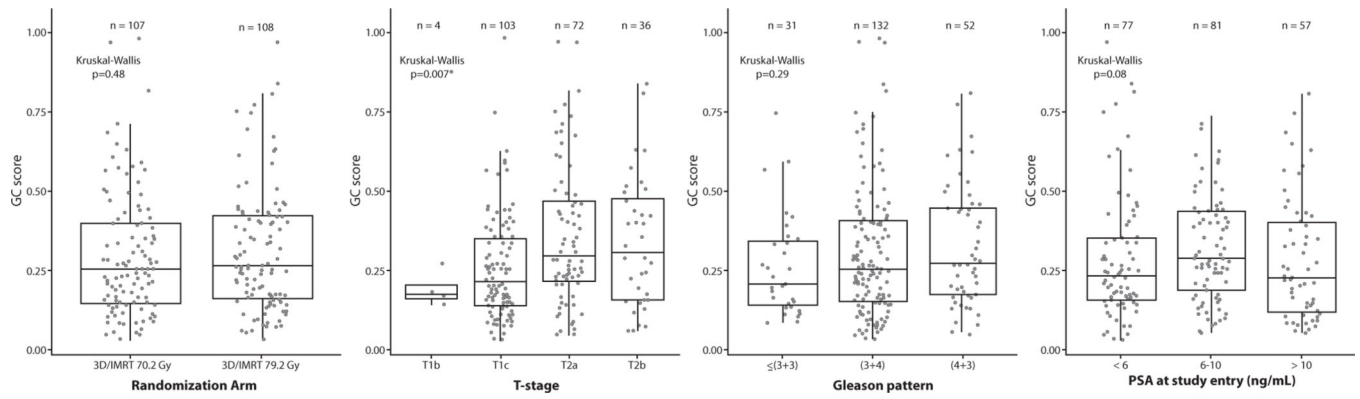 n = 107
n = 108
1.00
Kruskal-Wallis
p=0.48
0.75
GC score
0.50
0.25
0.00
3D/IMRT 70.2 Gy
3D/IMRT 79.2 Gy
Randomization Arm
n = 4
n = 103
n = 72
n = 36
1.00
Kruskal-Wallis
p=0.007*
0.75
GC score
0.50
0.25
0.00
T1b
T1c
T2a
T2b
T-stage
n = 31
n = 132
n = 52
1.00
Kruskal-Wallis
p=0.29
0.75
GC score
0.50
0.25
0.00
≤(3+3)
(3+4)
(4+3)
Gleason pattern
n = 77
n = 81
n = 57
1.00
Kruskal-Wallis
p=0.08
0.75
GC score
0.50
0.25
0.00
< 6
6-10
> 10
PSA at study entry (ng/mL)